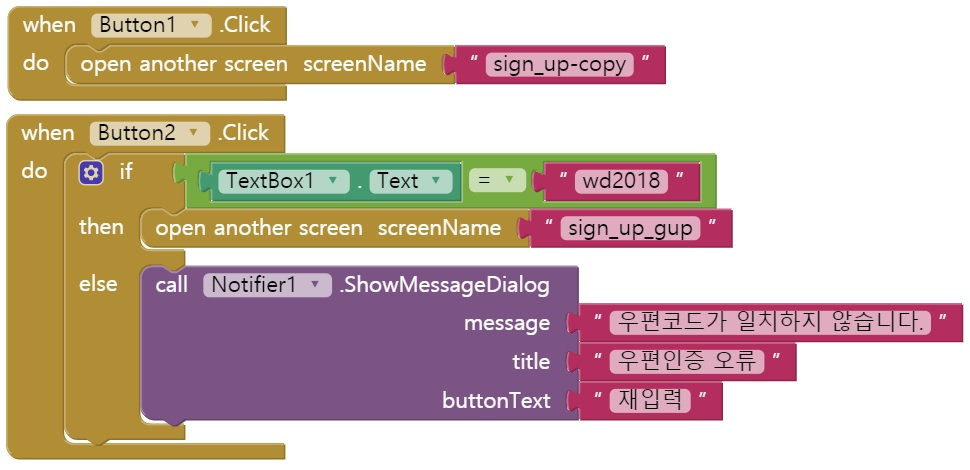 when Button1 .Click
do open another screen screenName " sign_up-copy "
when Button2 .Click
do if TextBox1 . Text = " wd2018 "
then open another screen screenName " sign_up_gup "
else call Notifier1 .ShowMessageDialog
message " 우편코드가 일치하지 않습니다. "
title " 우편인증 오류 "
buttonText " 재입력 "